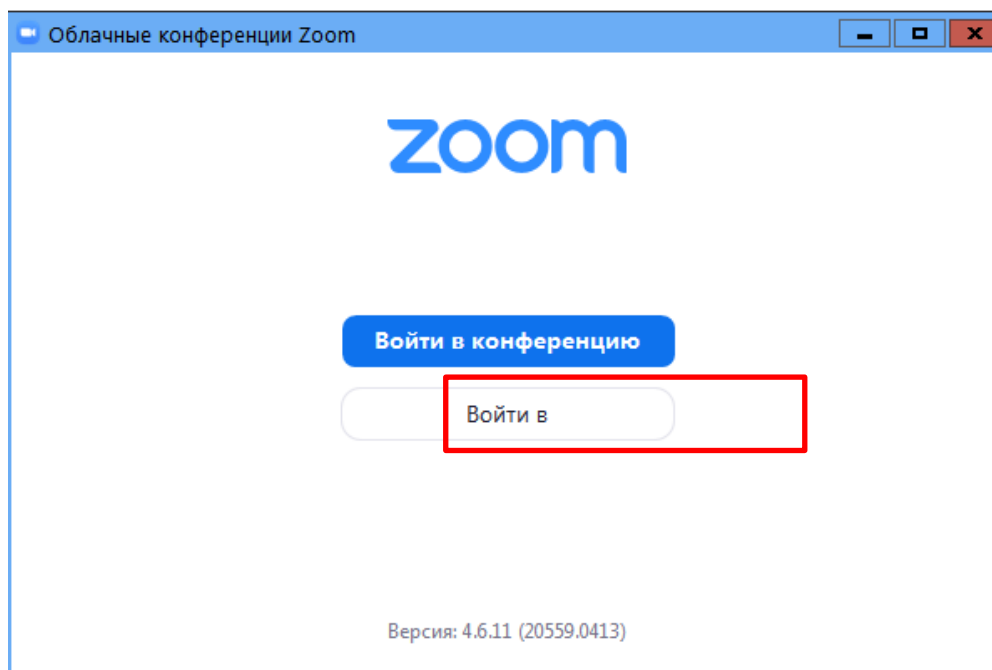 Облачные конференции Zoom
zoom
Войти в конференцию
Войти в
Версия: 4.6.11 (20559.0413)